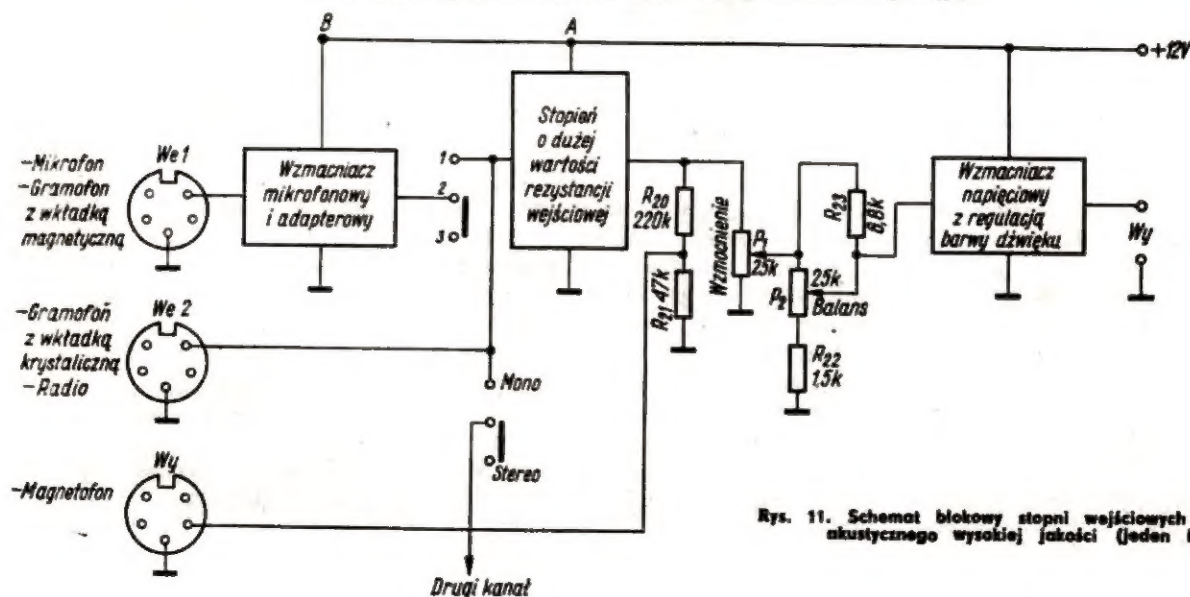 B
A
+12V
-Mikrofon
-Gramofon
z wkładką
magnetyczną
We 1
Wzmacniacz
mikrofonowy
i adapterowy
1
2
3
Stopień
o dużej
wartości
rezystancji
wejściowej
R20
220k
R21 47k
Wzmocnienie
P1
25k
R23
6,8k
25k
P2
Balans
R22
1,5k
Wzmacniacz
napięciowy
z regulacją
barwy dźwięku
Wy
-Gramofoń
z wkładką
krystaliczną
-Radio
We 2
Mono
Stereo
-Magnetofon
Wy
Drugi kanał
Rys. 11. Schemat blokowy stopni wejściowych
akustycznego wysokiej jakości (jeden